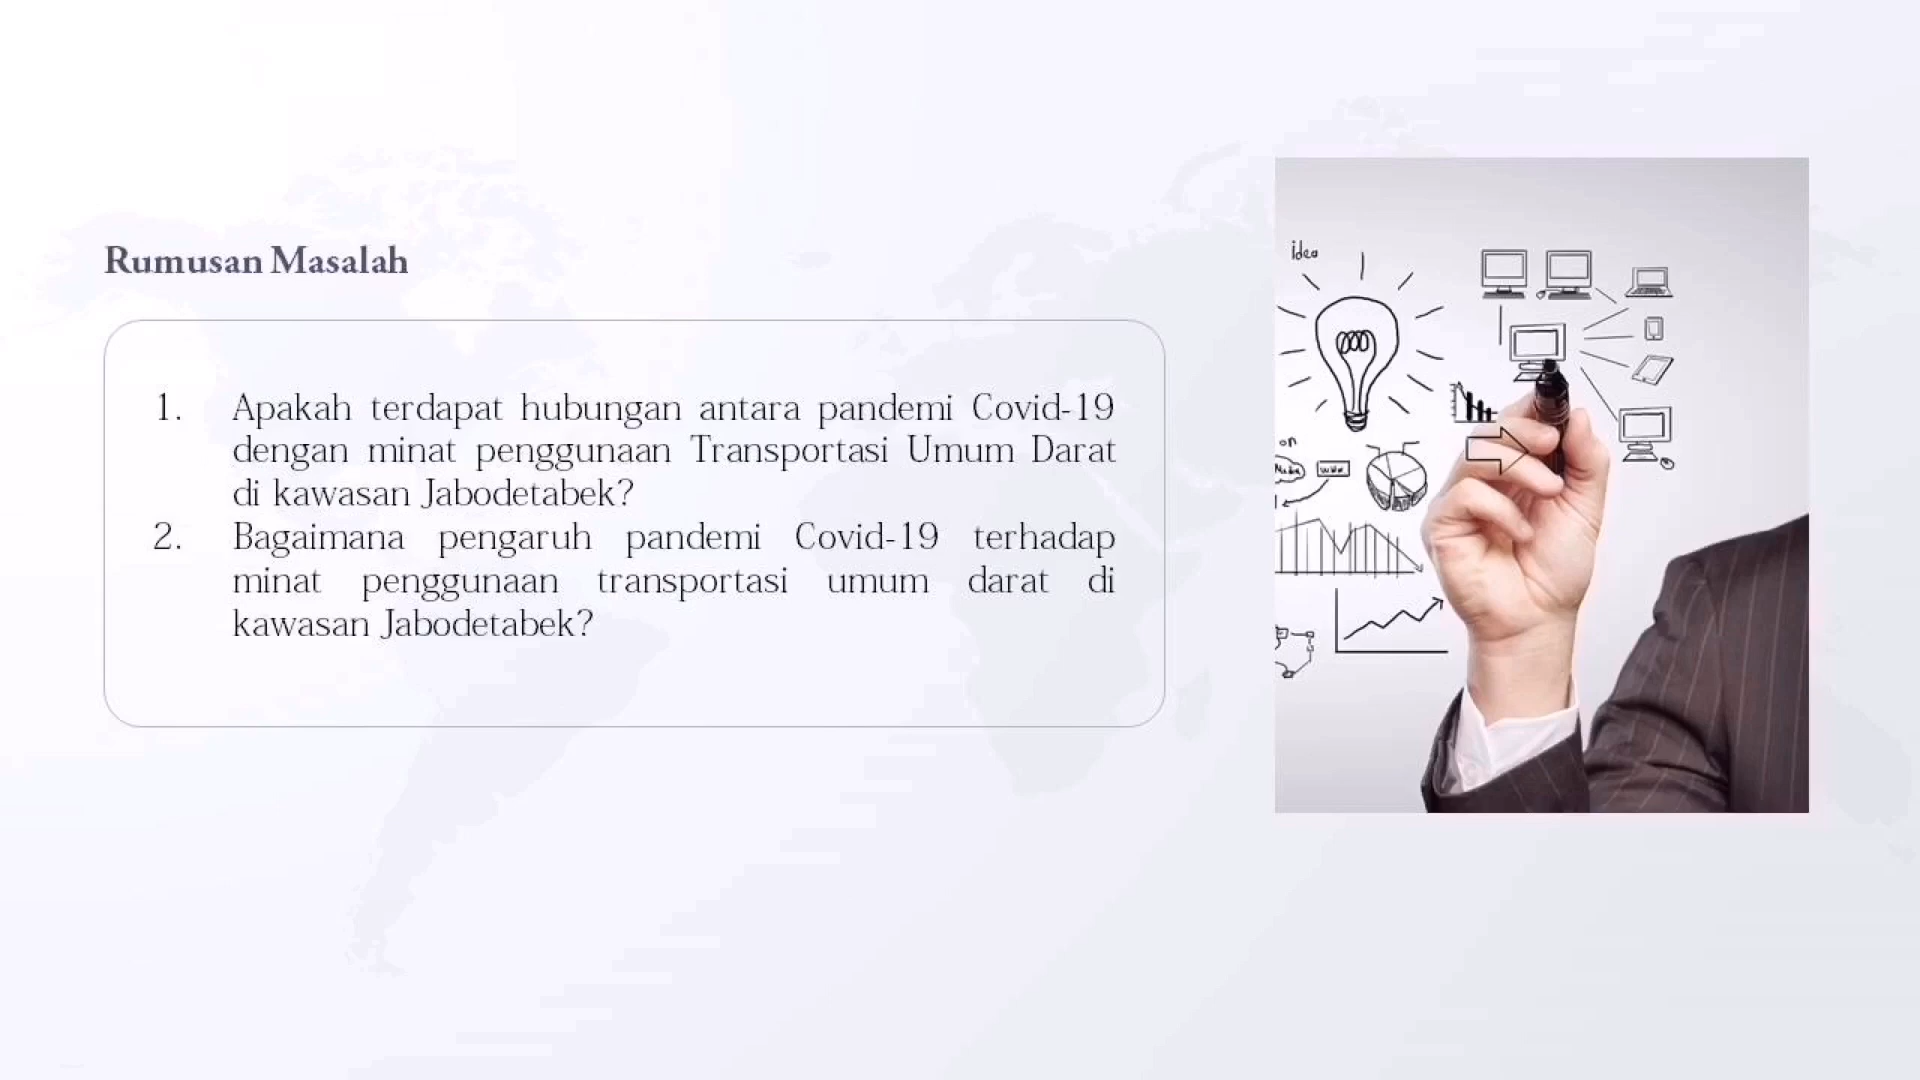 Rumusan Masalah
1. Apakah terdapat hubungan antara pandemi Covid-19
dengan minat penggunaan Transportasi Umum Darat
di kawasan Jabodetabek?
2. Bagaimana pengaruh pandemi Covid-19 terhadap
minat penggunaan transportasi umum darat di
kawasan Jabodetabek?
idea
on